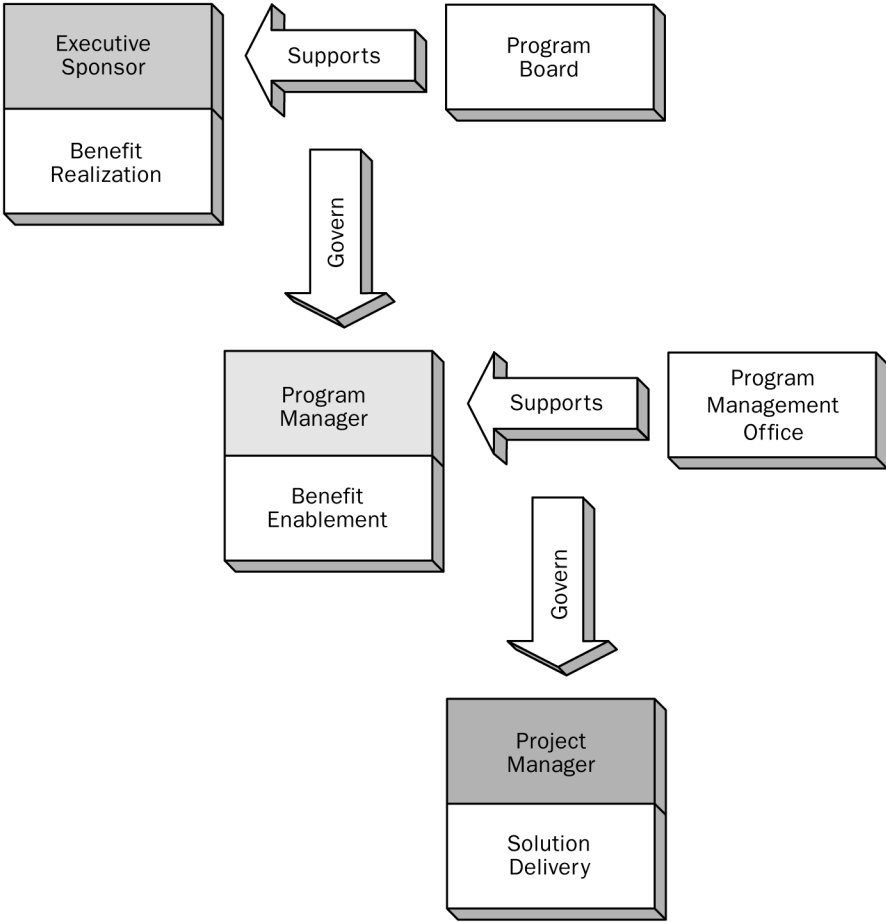 Executive
Sponsor
Supports
Program
Board
Benefit
Realization
Govern
Program
Manager
Supports
Program
Management
Office
Benefit
Enablement
Govern
Project
Manager
Solution
Delivery